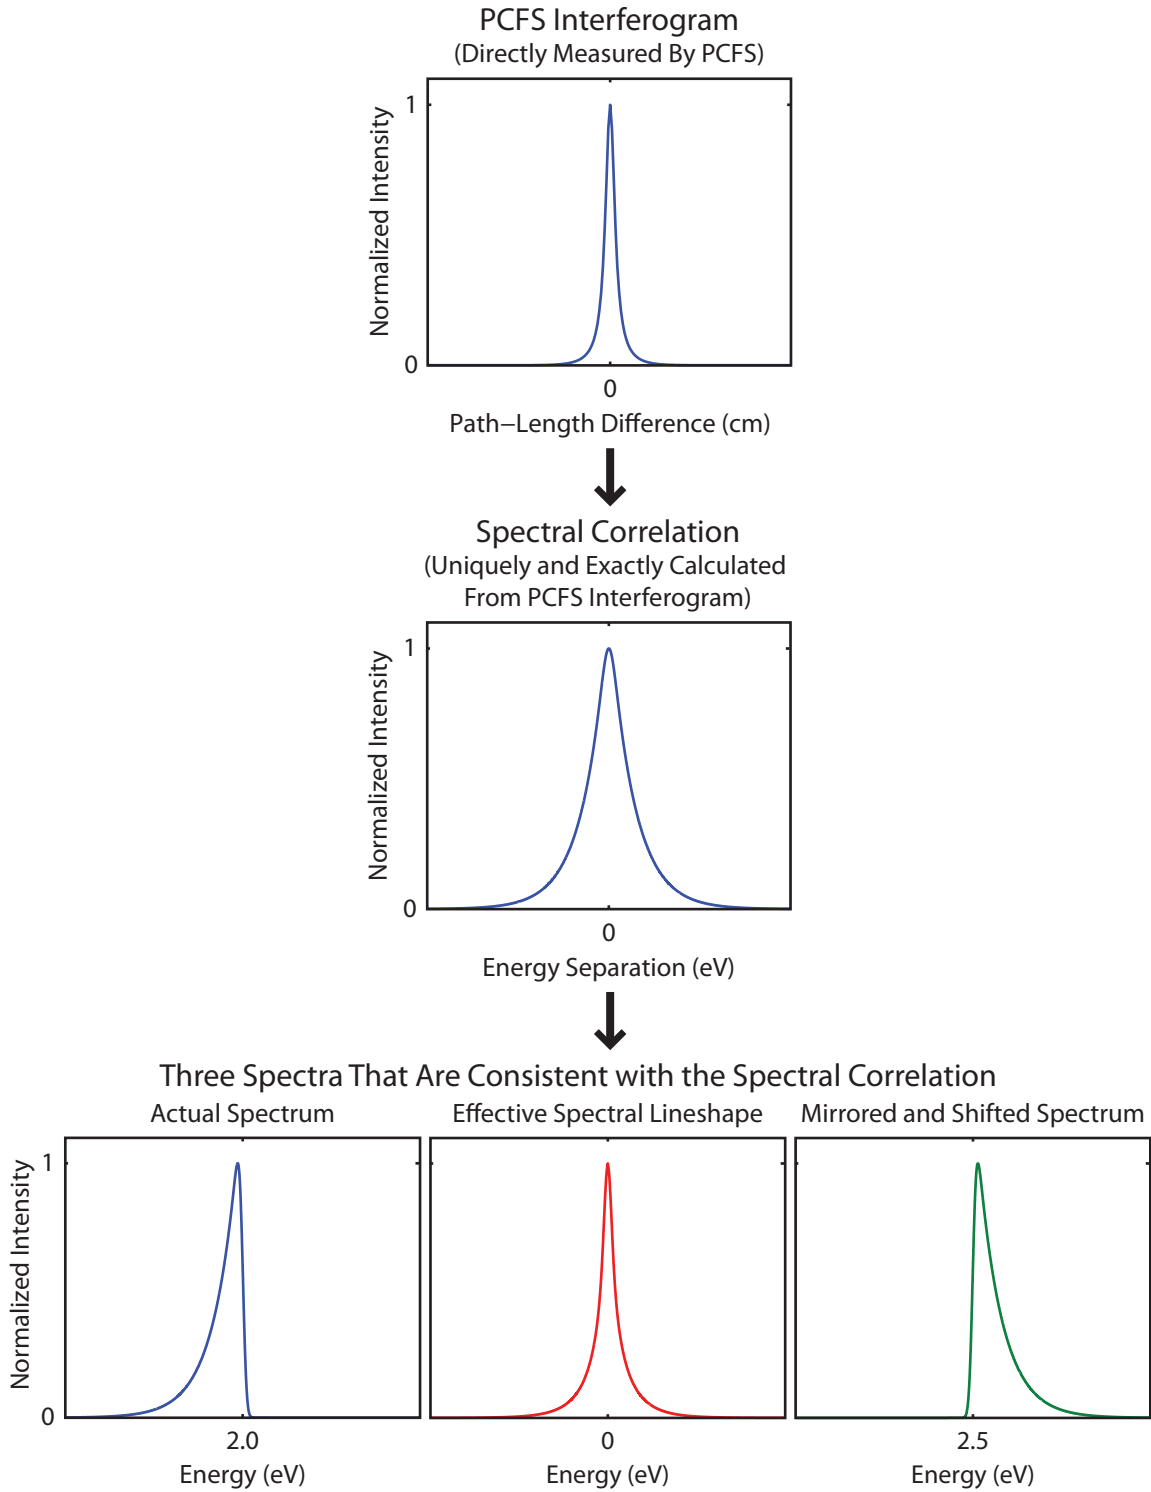 PCFS Interferogram
(Directly Measured By PCFS)
Normalized Intensity
1
0
0
Path−Length Difference (cm)
Spectral Correlation
(Uniquely and Exactly Calculated
From PCFS Interferogram)
Normalized Intensity
1
0
0
Energy Separation (eV)
Three Spectra That Are Consistent with the Spectral Correlation
Actual Spectrum
Effective Spectral Lineshape
Mirrored and Shifted Spectrum
Normalized Intensity
1
0
2.0
0
2.5
Energy (eV)
Energy (eV)
Energy (eV)